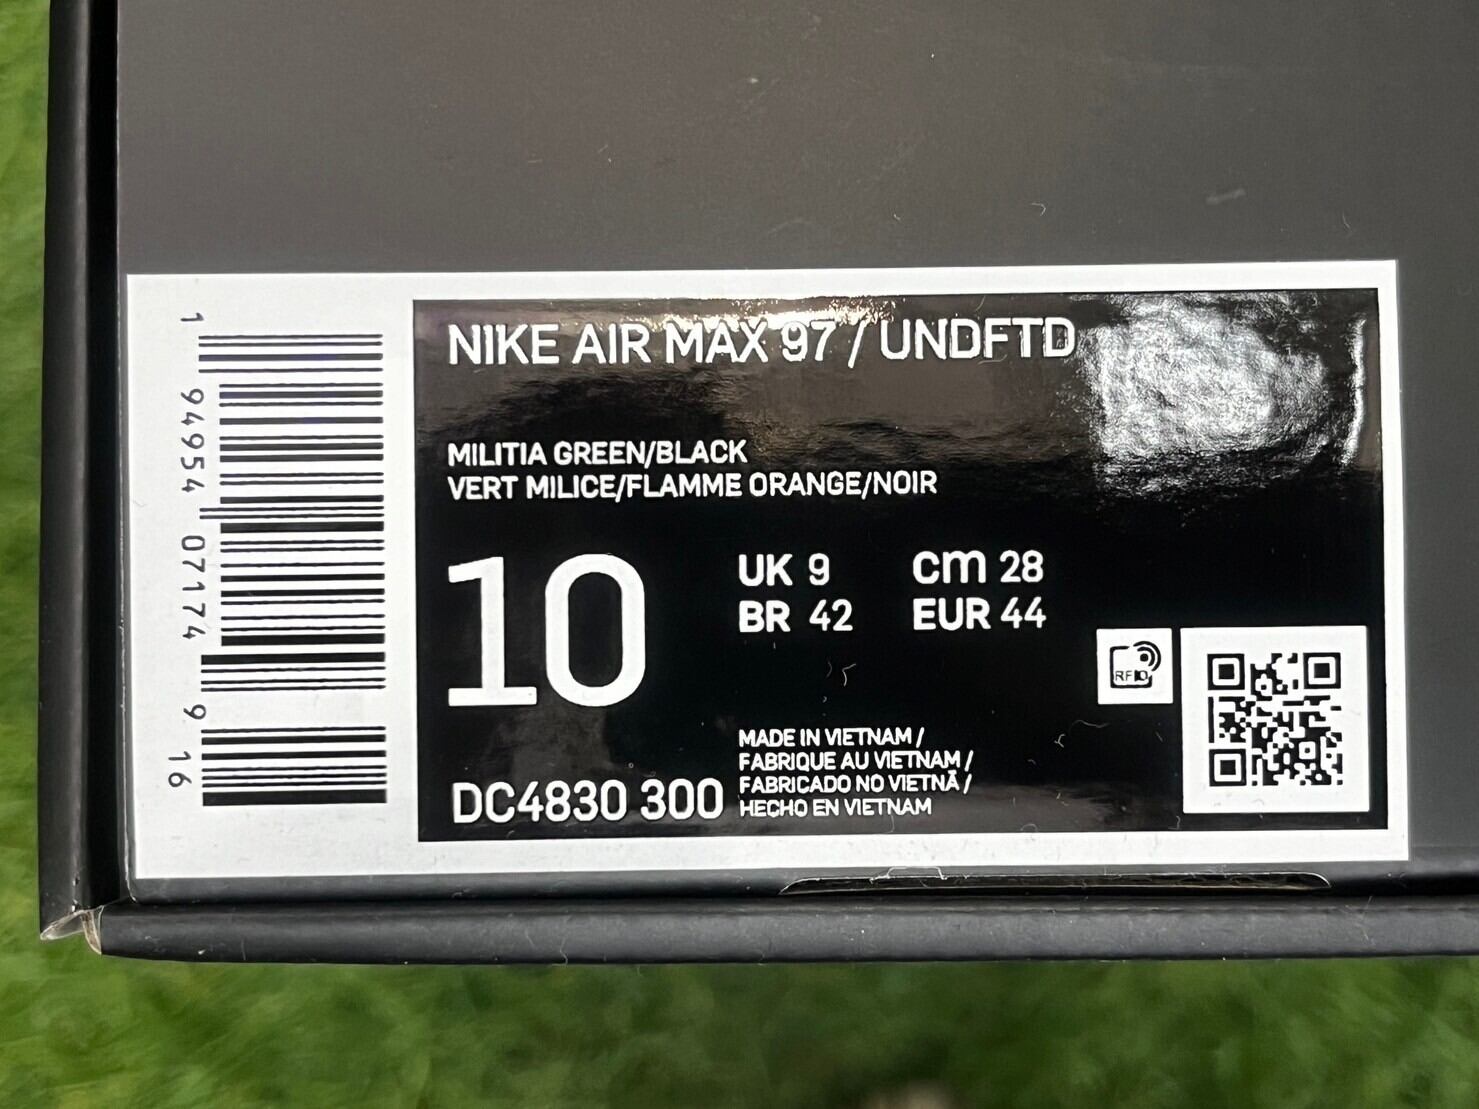 1 94954 07174 9 16
NIKE AIR MAX 97 / UNDFTD
MILITIA GREEN/BLACK
VERT MILICE/FLAMME ORANGE/NOIR
10
UK 9
BR 42
cm 28
EUR 44
RFID
DC4830 300
MADE IN VIETNAM /
FABRIQUE AU VIETNAM /
FABRICADO NO VIETNÃ /
HECHO EN VIETNAM